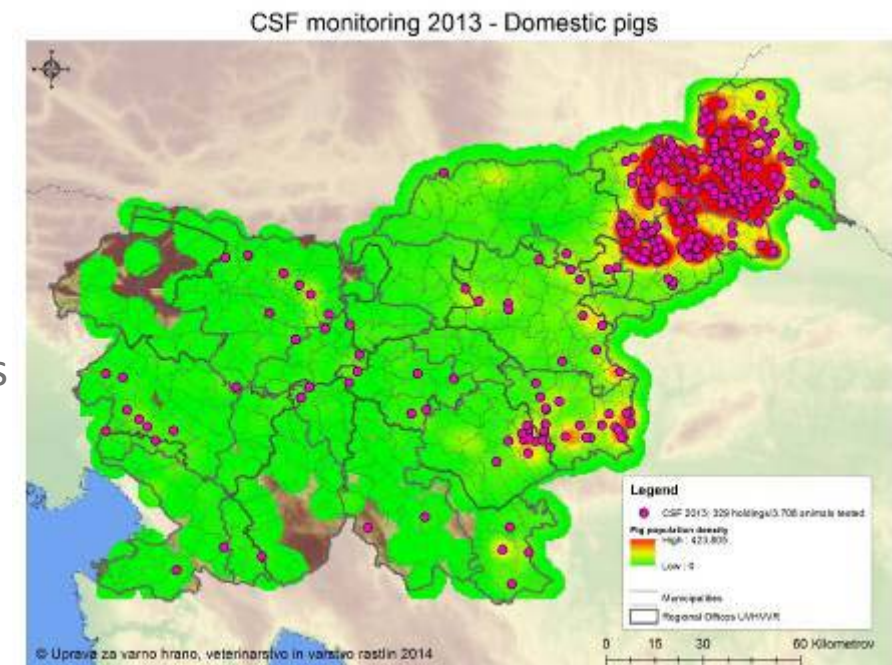 CSF monitoring 2013 - Domestic pigs
s
Legend
CSF 2013: 329 holdings/3.708 animals tested
Pig population density
High : 423,805
Low : 0
Municipalities
Regional Offices UVHVVR
0 15 30 60 Kilometrov
© Uprava za varno hrano, veterinarstvo in varstvo rastlin 2014